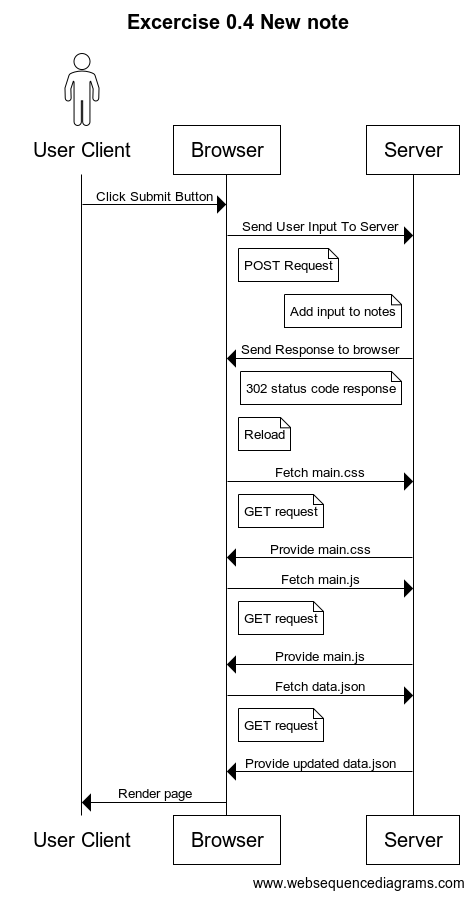 Excercise 0.4 New note
User Client
Browser
Server
Click Submit Button
Send User Input To Server
POST Request
Add input to notes
Send Response to browser
302 status code response
Reload
Fetch main.css
GET request
Provide main.css
Fetch main.js
GET request
Provide main.js
Fetch data.json
GET request
Provide updated data.json
Render page
User Client
Browser
Server
www.websequencediagrams.com